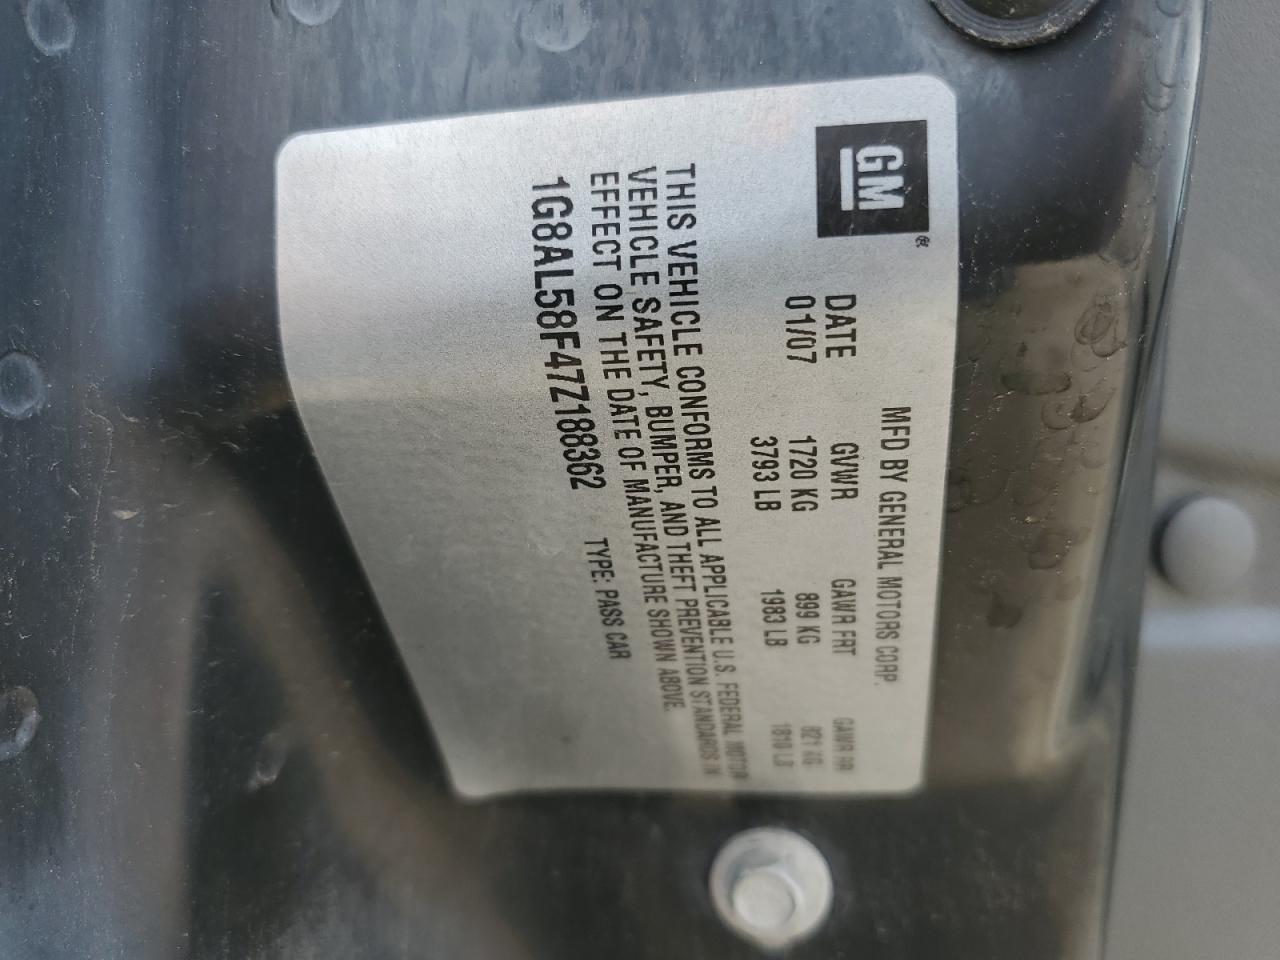 GM®
MFD BY GENERAL MOTORS CORP.
DATE GVWR GAWR FRT GAWR RR
01/07 1720 KG 899 KG 821 KG
3793 LB 1983 LB 1810 LB
THIS VEHICLE CONFORMS TO ALL APPLICABLE U.S. FEDERAL MOTOR
VEHICLE SAFETY, BUMPER, AND THEFT PREVENTION STANDARDS IN
EFFECT ON THE DATE OF MANUFACTURE SHOWN ABOVE.
1G8AL58F47Z188362 TYPE: PASS CAR